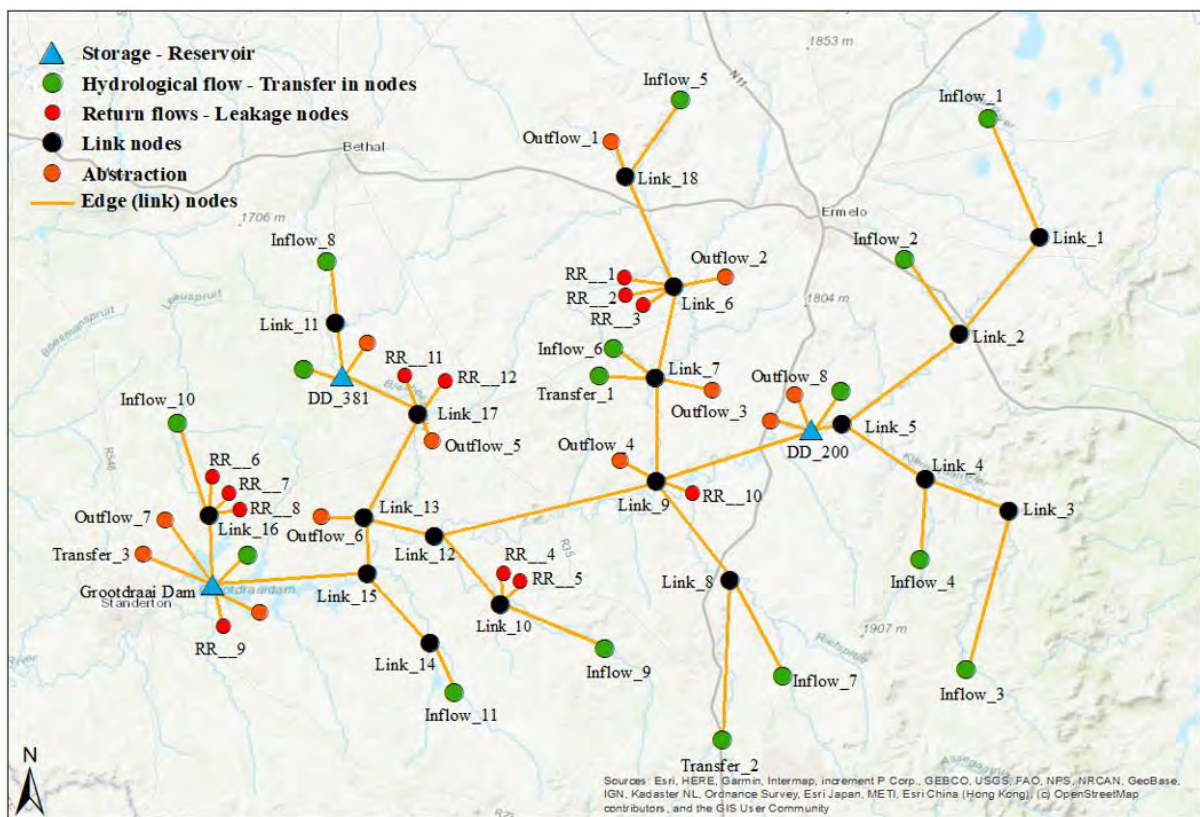 Storage - Reservoir
Hydrological flow - Transfer in nodes
Return flows - Leakage nodes
Link nodes
Abstraction
Edge (link) nodes
1853 m
N11
Inflow_5
Inflow_1
Outflow_1
Bethal
Link_18
1706 m
Ermelo
Inflow_8
Inflow_2
Link_1
RR__1
Outflow_2
RR__2
Link_6
RR__3
1804 m
Leeuspruit
Link_11
Link_2
Inflow_6
Link_7
RR__11
RR__12
Transfer_1
Outflow_8
DD_381
Outflow_3
Inflow_10
Link_17
Link_5
Outflow_5
Outflow_4
DD_200
R546
RR__6
Link_4
RR__7
Link_9
RR__10
RR__8
Link_13
Link_3
Outflow_7
Link_16
Outflow_6
Link_12
R35
Transfer_3
RR__4
Inflow_4
Grootdraai Dam
RR__5
Link_8
Standerton
Link_15
Link_10
RR__9
1907 m
Rietspruit
Link_14
Inflow_9
Inflow_7
Inflow_3
River
Inflow_11
Transfer_2
N
Sources: Esri, HERE, Garmin, Intermap, increment P Corp., GEBCO, USGS, FAO, NPS, NRCAN, GeoBase,
IGN, Kadaster NL, Ordnance Survey, Esri Japan, METI, Esri China (Hong Kong), (c) OpenStreetMap
contributors, and the GIS User Community